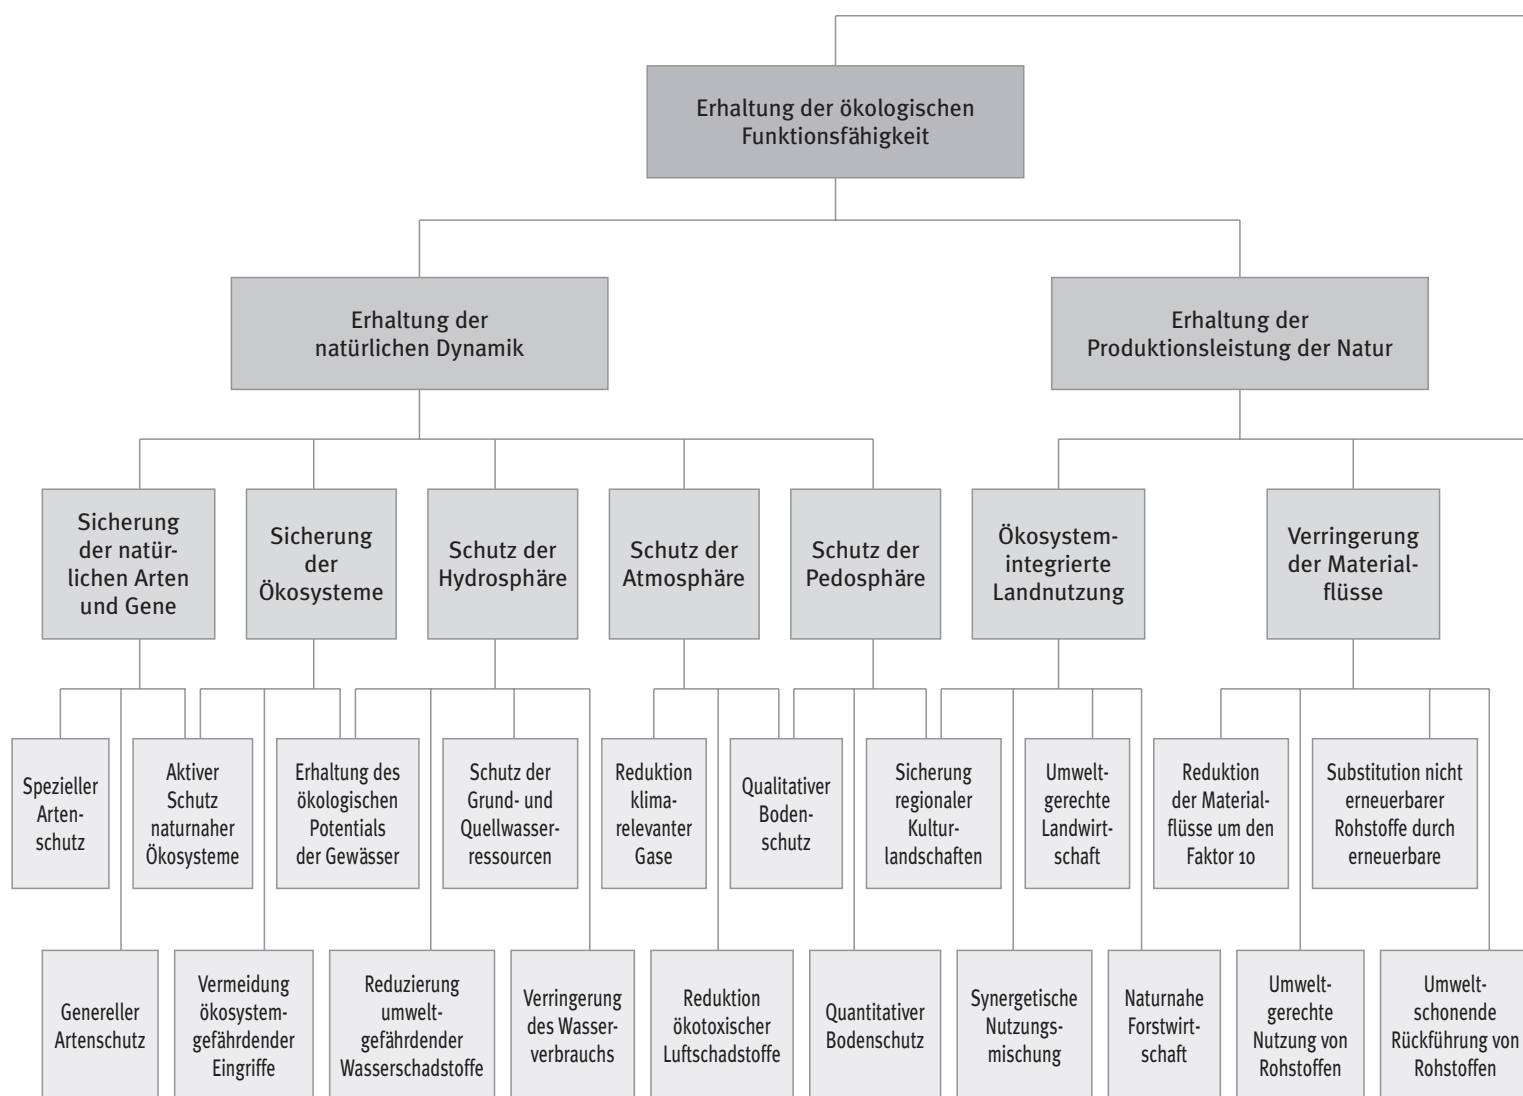 Erhaltung der ökologischen
Funktionsfähigkeit
Erhaltung der
natürlichen Dynamik
Erhaltung der
Produktionsleistung der Natur
Sicherung
der natür-
lichen Arten
und Gene
Sicherung
der
Ökosysteme
Schutz der
Hydrosphäre
Schutz der
Atmosphäre
Schutz der
Pedosphäre
Ökosystem-
integrierte
Landnutzung
Verringerung
der Material-
flüsse
Spezieller
Arten-
schutz
Aktiver
Schutz
naturnaher
Ökosysteme
Erhaltung des
ökologischen
Potentials
der Gewässer
Schutz der
Grund- und
Quellwasser-
ressourcen
Reduktion
klima-
relevanter
Gase
Qualitativer
Boden-
schutz
Sicherung
regionaler
Kultur-
landschaften
Umwelt-
gerechte
Landwirt-
schaft
Reduktion
der Material-
flüsse um den
Faktor 10
Substitution nicht
erneuerbarer
Rohstoffe durch
erneuerbare
Genereller
Artenschutz
Vermeidung
ökosystem-
gefährdender
Eingriffe
Reduzierung
umwelt-
gefährdender
Wasserschadstoffe
Verringerung
des Wasser-
verbrauchs
Reduktion
ökotoxischer
Luftschadstoffe
Quantitativer
Bodenschutz
Synergetische
Nutzungs-
mischung
Naturnahe
Forstwirt-
schaft
Umwelt-
gerechte
Nutzung von
Rohstoffen
Umwelt-
schonende
Rückführung von
Rohstoffen